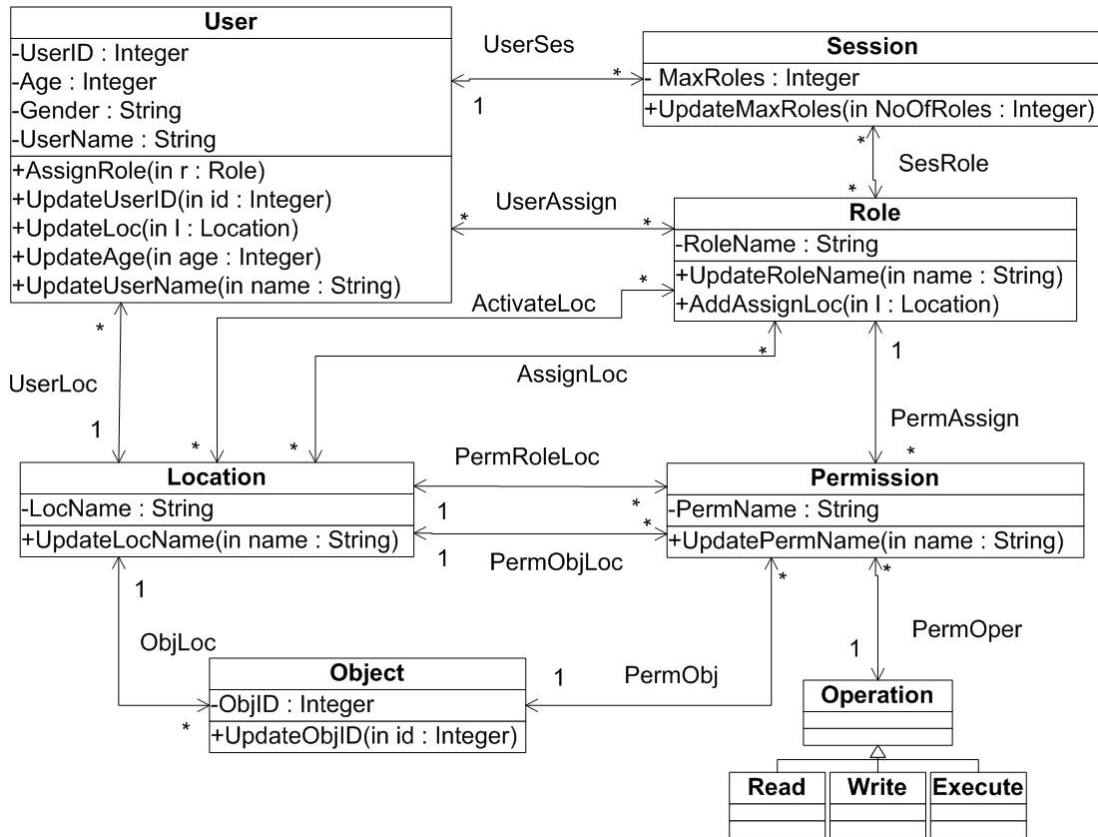 User
-UserID : Integer
-Age : Integer
-Gender : String
-UserName : String
+AssignRole(in r : Role)
+UpdateUserID(in id : Integer)
+UpdateLoc(in l : Location)
+UpdateAge(in age : Integer)
+UpdateUserName(in name : String)
UserSes
1
*
Session
- MaxRoles : Integer
+UpdateMaxRoles(in NoOfRoles : Integer)
*
SesRole
*
UserAssign
*
*
Role
-RoleName : String
+UpdateRoleName(in name : String)
+AddAssignLoc(in l : Location)
*
ActivateLoc
*
*
AssignLoc
*
*
UserLoc
1
1
PermAssign
*
Location
-LocName : String
+UpdateLocName(in name : String)
PermRoleLoc
1
*
*
1
PermObjLoc
Permission
-PermName : String
+UpdatePermName(in name : String)
1
ObjLoc
*
Object
-ObjID : Integer
+UpdateObjID(in id : Integer)
1
PermObj
*
*
PermOper
1
Operation
Read
Write
Execute